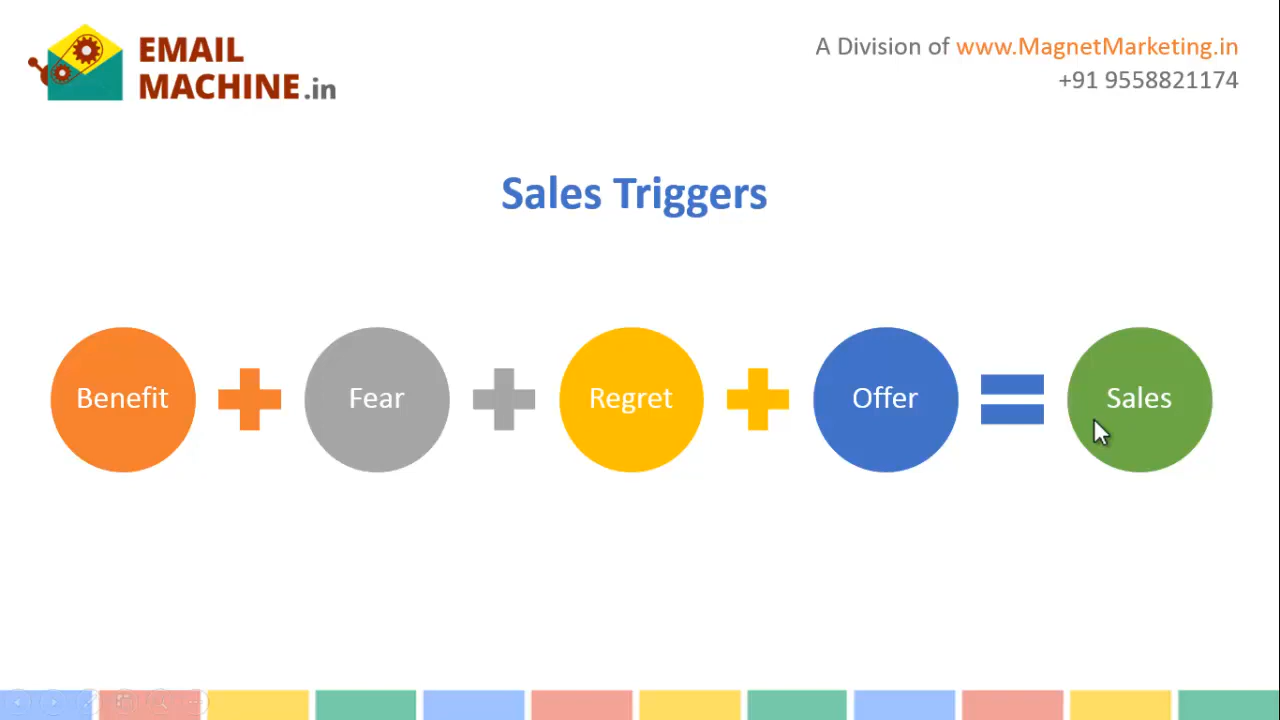 EMAIL
MACHINE.in
A Division of www.MagnetMarketing.in
+91 9558821174
Sales Triggers
Benefit
Fear
Regret
Offer
Sales